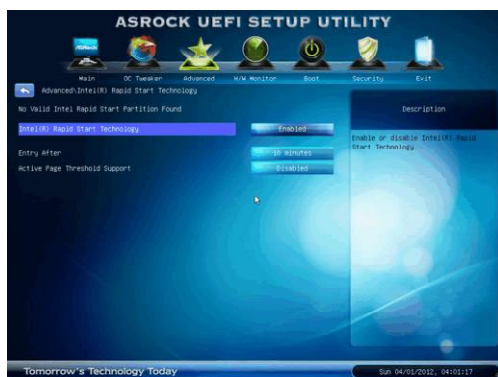 ASROCK UEFI SETUP UTILITY
ASRock
Main
OC Tweaker
Advanced
H/W Monitor
Boot
Security
Exit
Advanced\Intel(R) Rapid Start Technology
No Valid Intel Rapid Start Partition Found
Description
Intel(R) Rapid Start Technology
Enabled
Enable or disable Intel(R) Rapid
Start Technology.
Entry After
10 minutes
Active Page Threshold Support
Disabled
Tomorrow's Technology Today
Sun 04/01/2012, 04:01:17